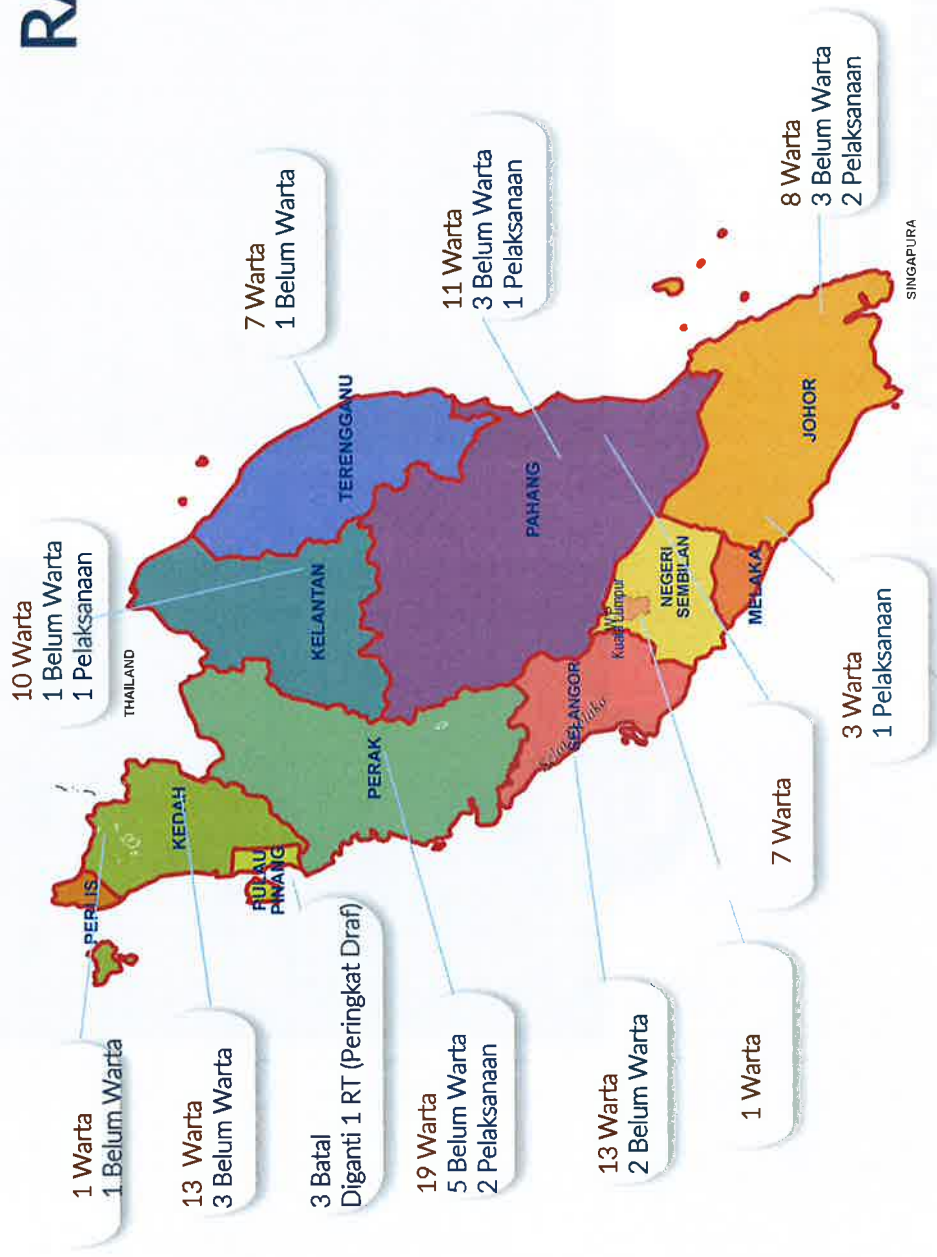 RA
1 Warta
1 Belum Warta
13 Warta
3 Belum Warta
3 Batal
Diganti 1 RT (Peringkat Draf)
19 Warta
5 Belum Warta
2 Pelaksanaan
13 Warta
2 Belum Warta
1 Warta
7 Warta
3 Warta
1 Pelaksanaan
10 Warta
1 Belum Warta
1 Pelaksanaan
7 Warta
1 Belum Warta
11 Warta
3 Belum Warta
1 Pelaksanaan
8 Warta
3 Belum Warta
2 Pelaksanaan
THAILAND
PERLIS
KEDAH
PULAU
PINANG
PERAK
KELANTAN
TERENGGANU
PAHANG
SELANGOR
Kuala Lumpur
NEGERI
SEMBILAN
MELAKA
JOHOR
SINGAPURA